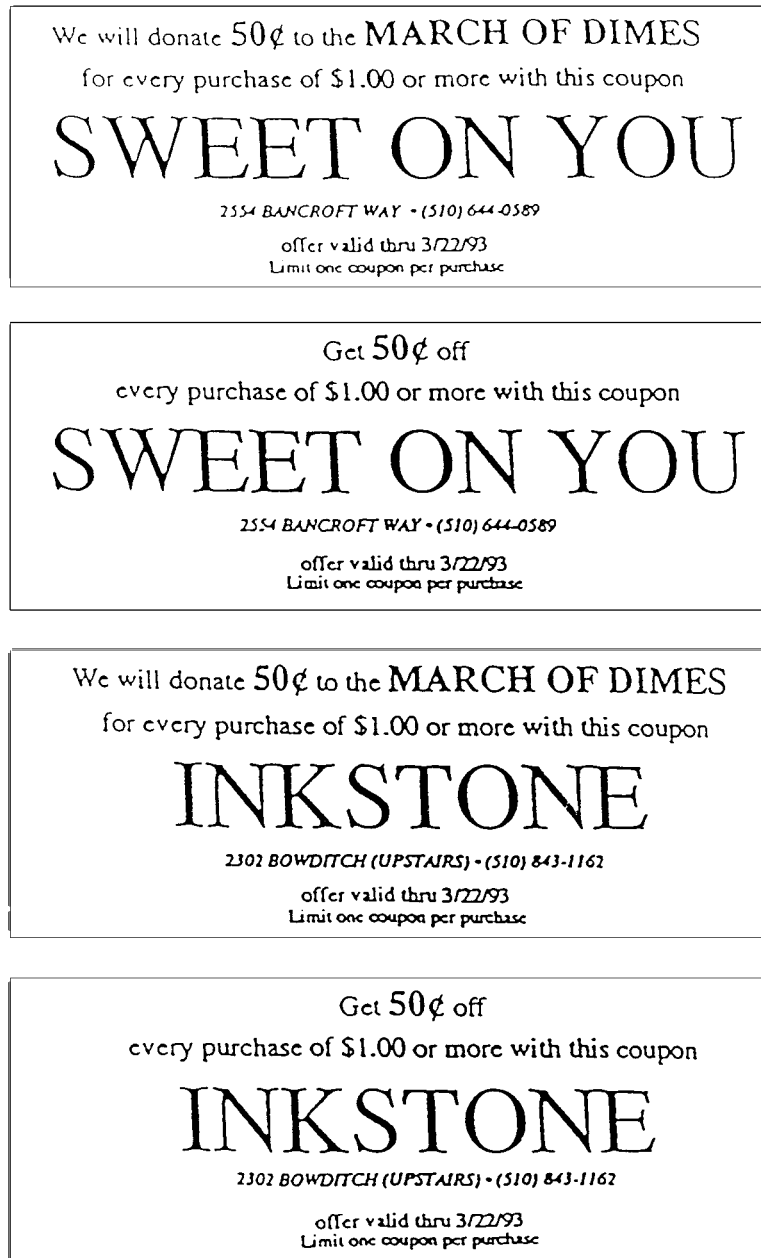 We will donate 50¢ to the MARCH OF DIMES
for every purchase of $1.00 or more with this coupon
SWEET ON YOU
2554 BANCROFT WAY • (510) 644-0589
offer valid thru 3/22/93
Limit one coupon per purchase
Get 50¢ off
every purchase of $1.00 or more with this coupon
SWEET ON YOU
2554 BANCROFT WAY • (510) 644-0589
offer valid thru 3/22/93
Limit one coupon per purchase
We will donate 50¢ to the MARCH OF DIMES
for every purchase of $1.00 or more with this coupon
INKSTONE
2302 BOWDITCH (UPSTAIRS) • (510) 843-1162
offer valid thru 3/22/93
Limit one coupon per purchase
Get 50¢ off
every purchase of $1.00 or more with this coupon
INKSTONE
2302 BOWDITCH (UPSTAIRS) • (510) 843-1162
offer valid thru 3/22/93
Limit one coupon per purchase